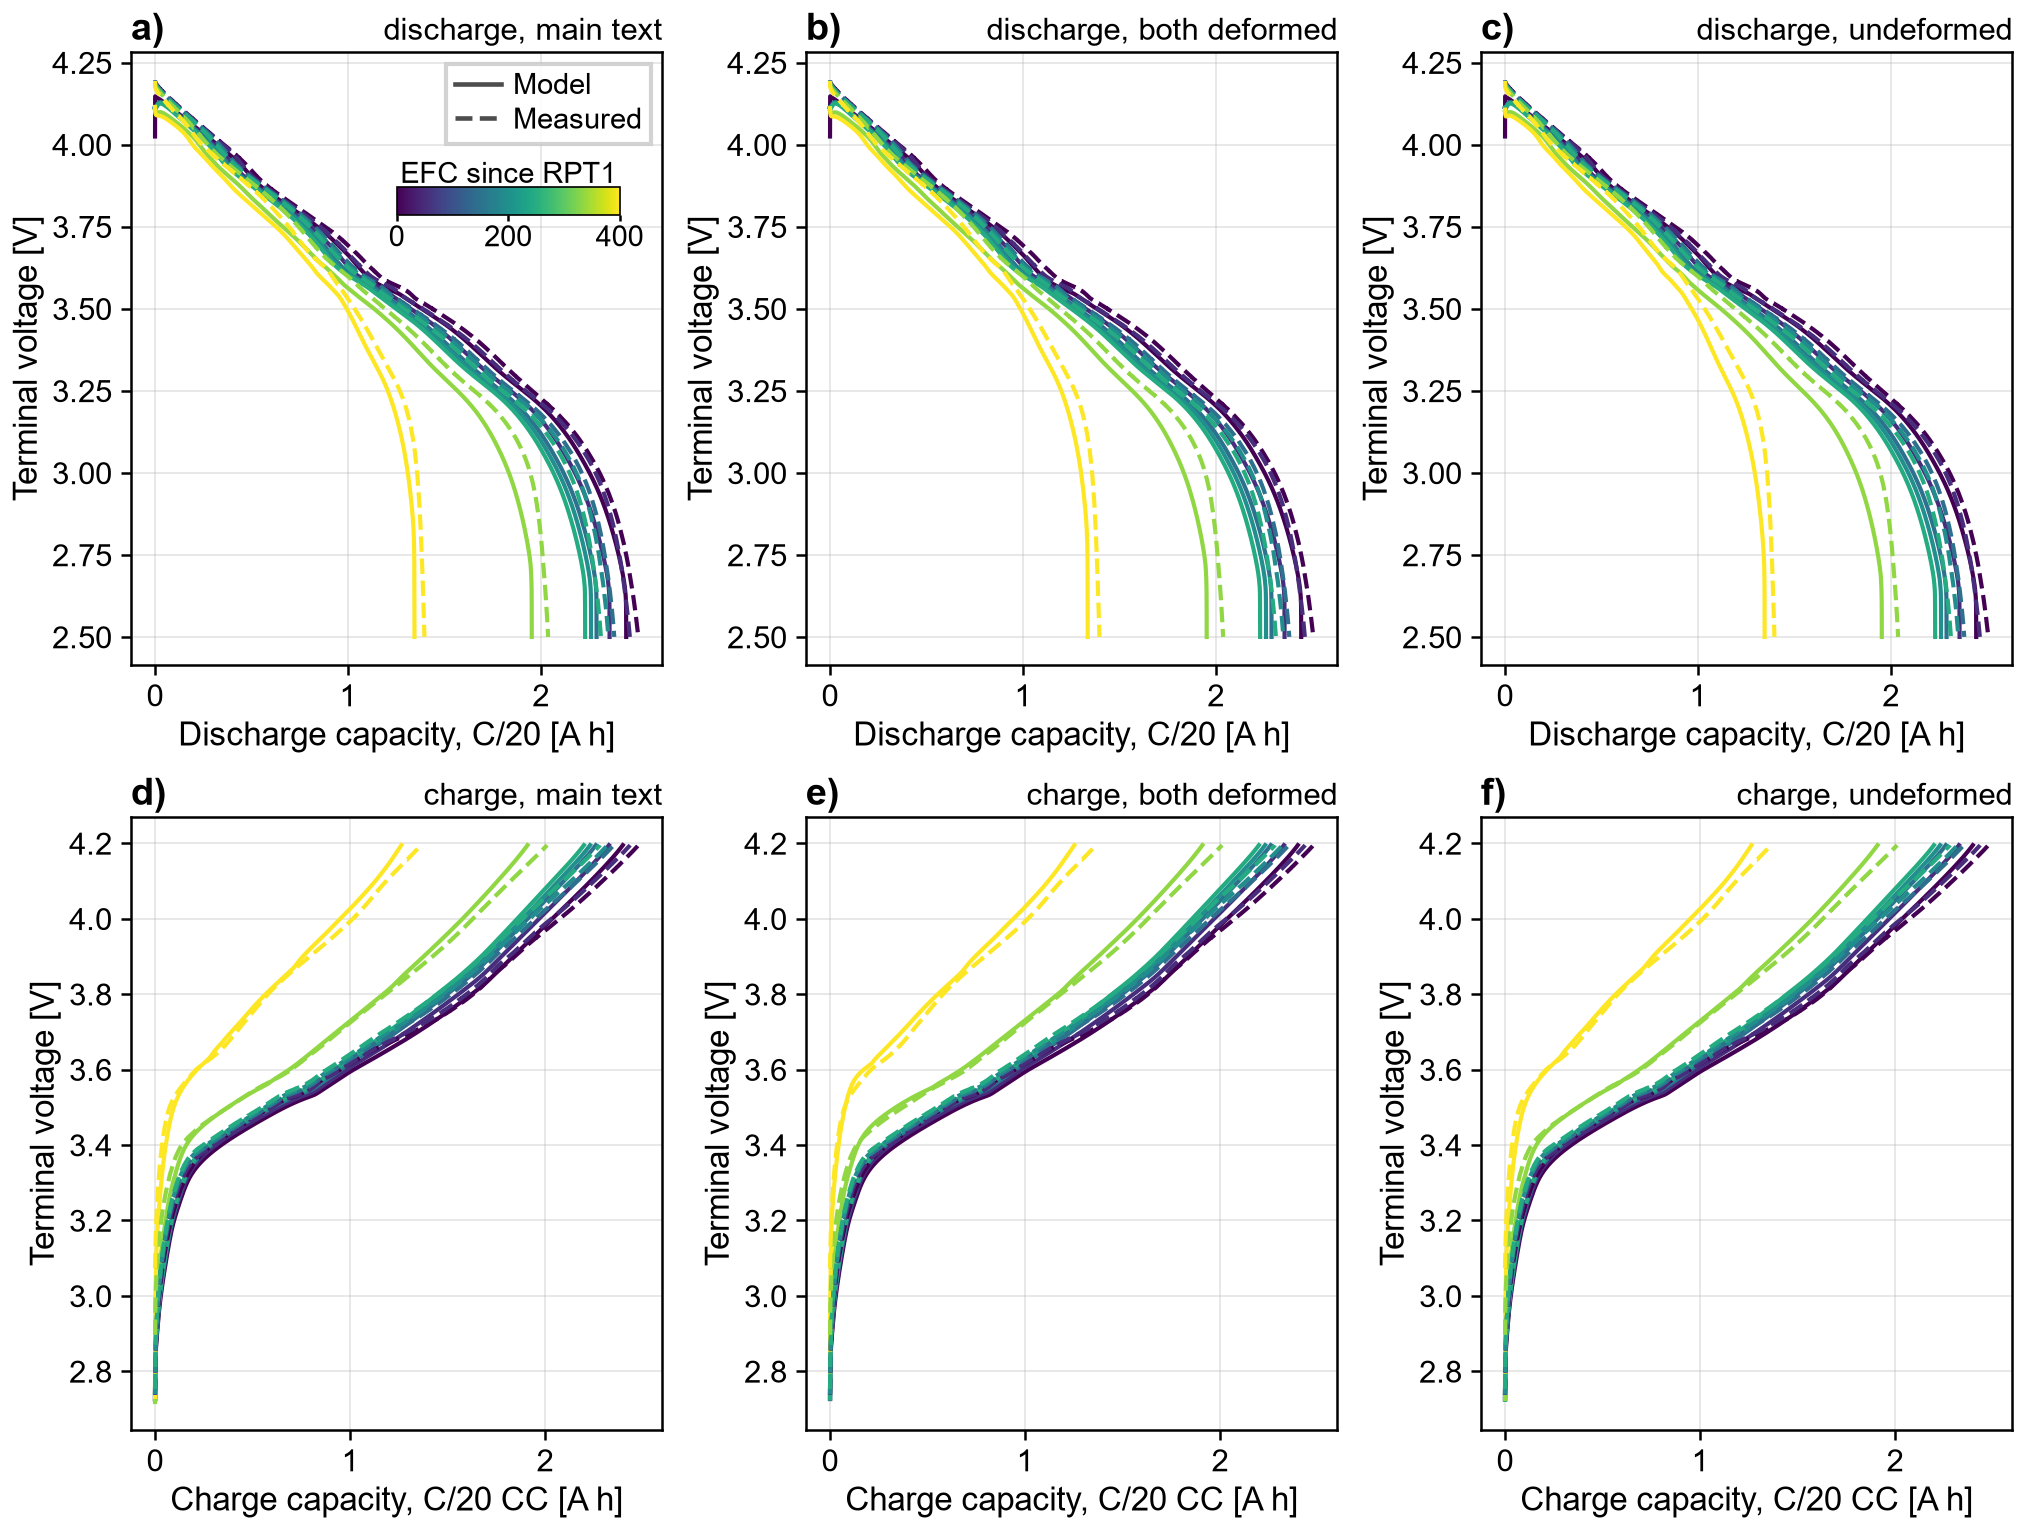 a) discharge, main text
4.25
4.00
3.75
3.50
3.25
3.00
2.75
2.50
Terminal voltage [V]
Model
Measured
EFC since RPT1
0 200 400
0 1 2
Discharge capacity, C/20 [A h]
b) discharge, both deformed
4.25
4.00
3.75
3.50
3.25
3.00
2.75
2.50
Terminal voltage [V]
0 1 2
Discharge capacity, C/20 [A h]
c) discharge, undeformed
4.25
4.00
3.75
3.50
3.25
3.00
2.75
2.50
Terminal voltage [V]
0 1 2
Discharge capacity, C/20 [A h]
d) charge, main text
4.2
4.0
3.8
3.6
3.4
3.2
3.0
2.8
Terminal voltage [V]
0 1 2
Charge capacity, C/20 CC [A h]
e) charge, both deformed
4.2
4.0
3.8
3.6
3.4
3.2
3.0
2.8
Terminal voltage [V]
0 1 2
Charge capacity, C/20 CC [A h]
f) charge, undeformed
4.2
4.0
3.8
3.6
3.4
3.2
3.0
2.8
Terminal voltage [V]
0 1 2
Charge capacity, C/20 CC [A h]